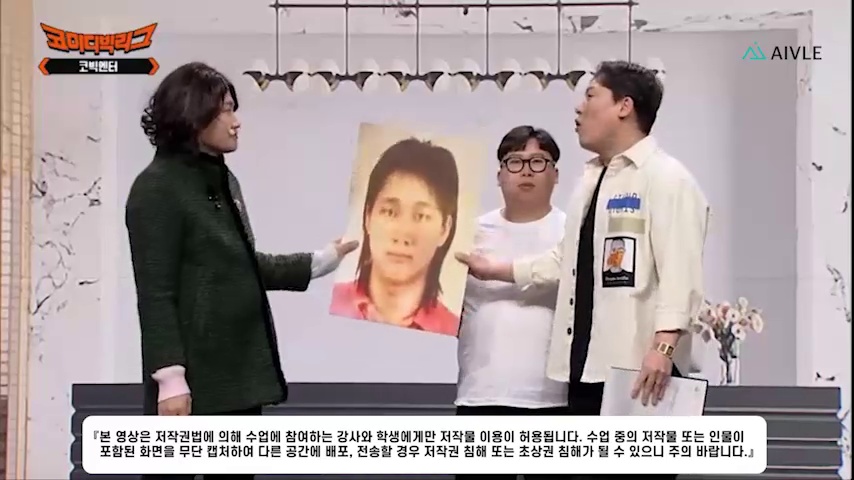 코미디빅리그
코빅엔터
AIVLE
『본 영상은 저작권법에 의해 수업에 참여하는 강사와 학생에게만 저작물 이용이 허용됩니다. 수업 중의 저작물 또는 인물이
포함된 화면을 무단 캡처하여 다른 공간에 배포, 전송할 경우 저작권 침해 또는 초상권 침해가 될 수 있으니 주의 바랍니다.』